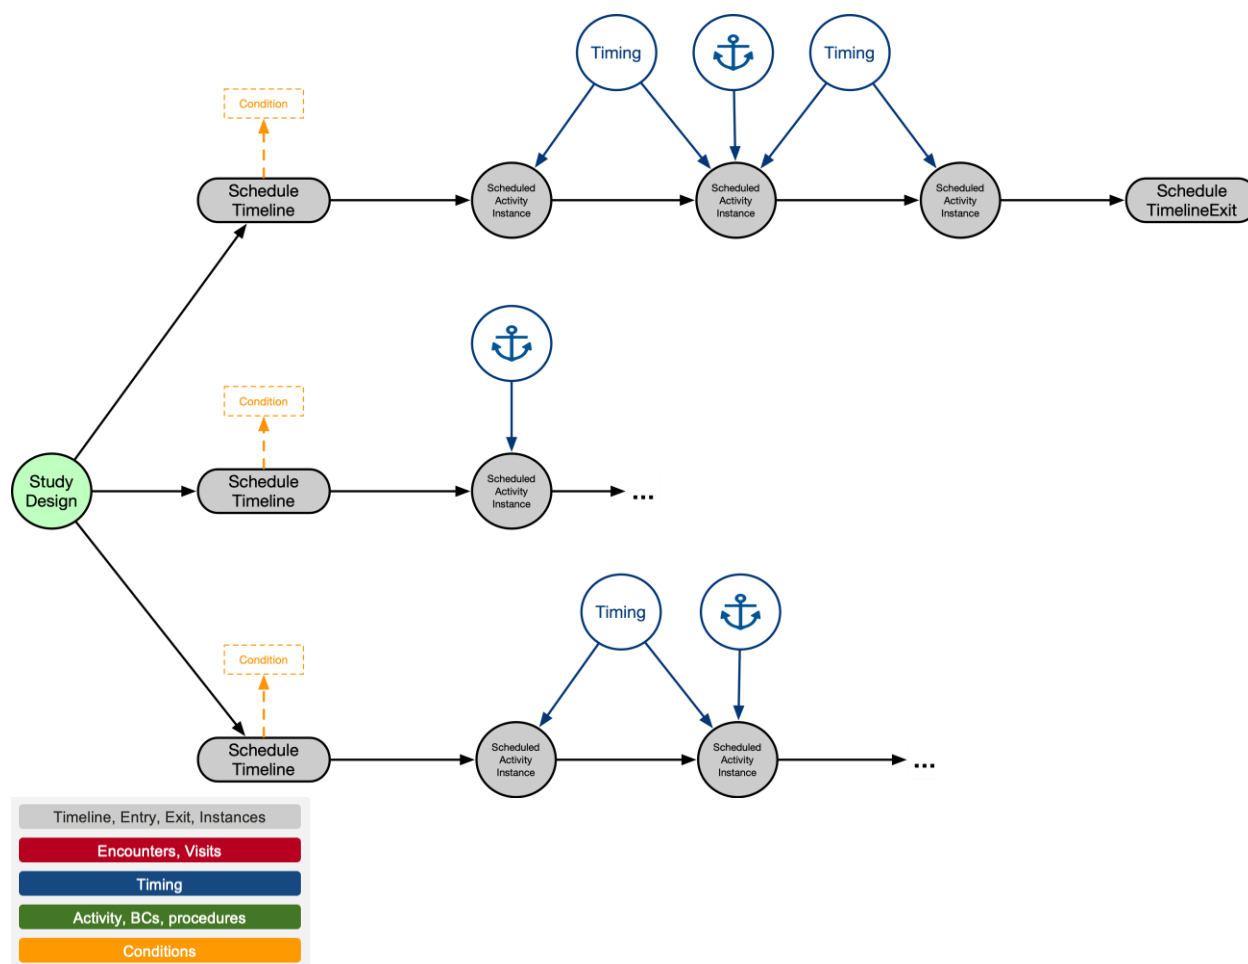 Timing
Timing
Condition
Schedule
Timeline
Scheduled
Activity
Instance
Scheduled
Activity
Instance
Scheduled
Activity
Instance
Schedule
TimelineExit
Condition
Study
Design
Schedule
Timeline
Scheduled
Activity
Instance
...
Timing
Condition
Schedule
Timeline
Scheduled
Activity
Instance
Scheduled
Activity
Instance
...
Timeline, Entry, Exit, Instances
Encounters, Visits
Timing
Activity, BCs, procedures
Conditions